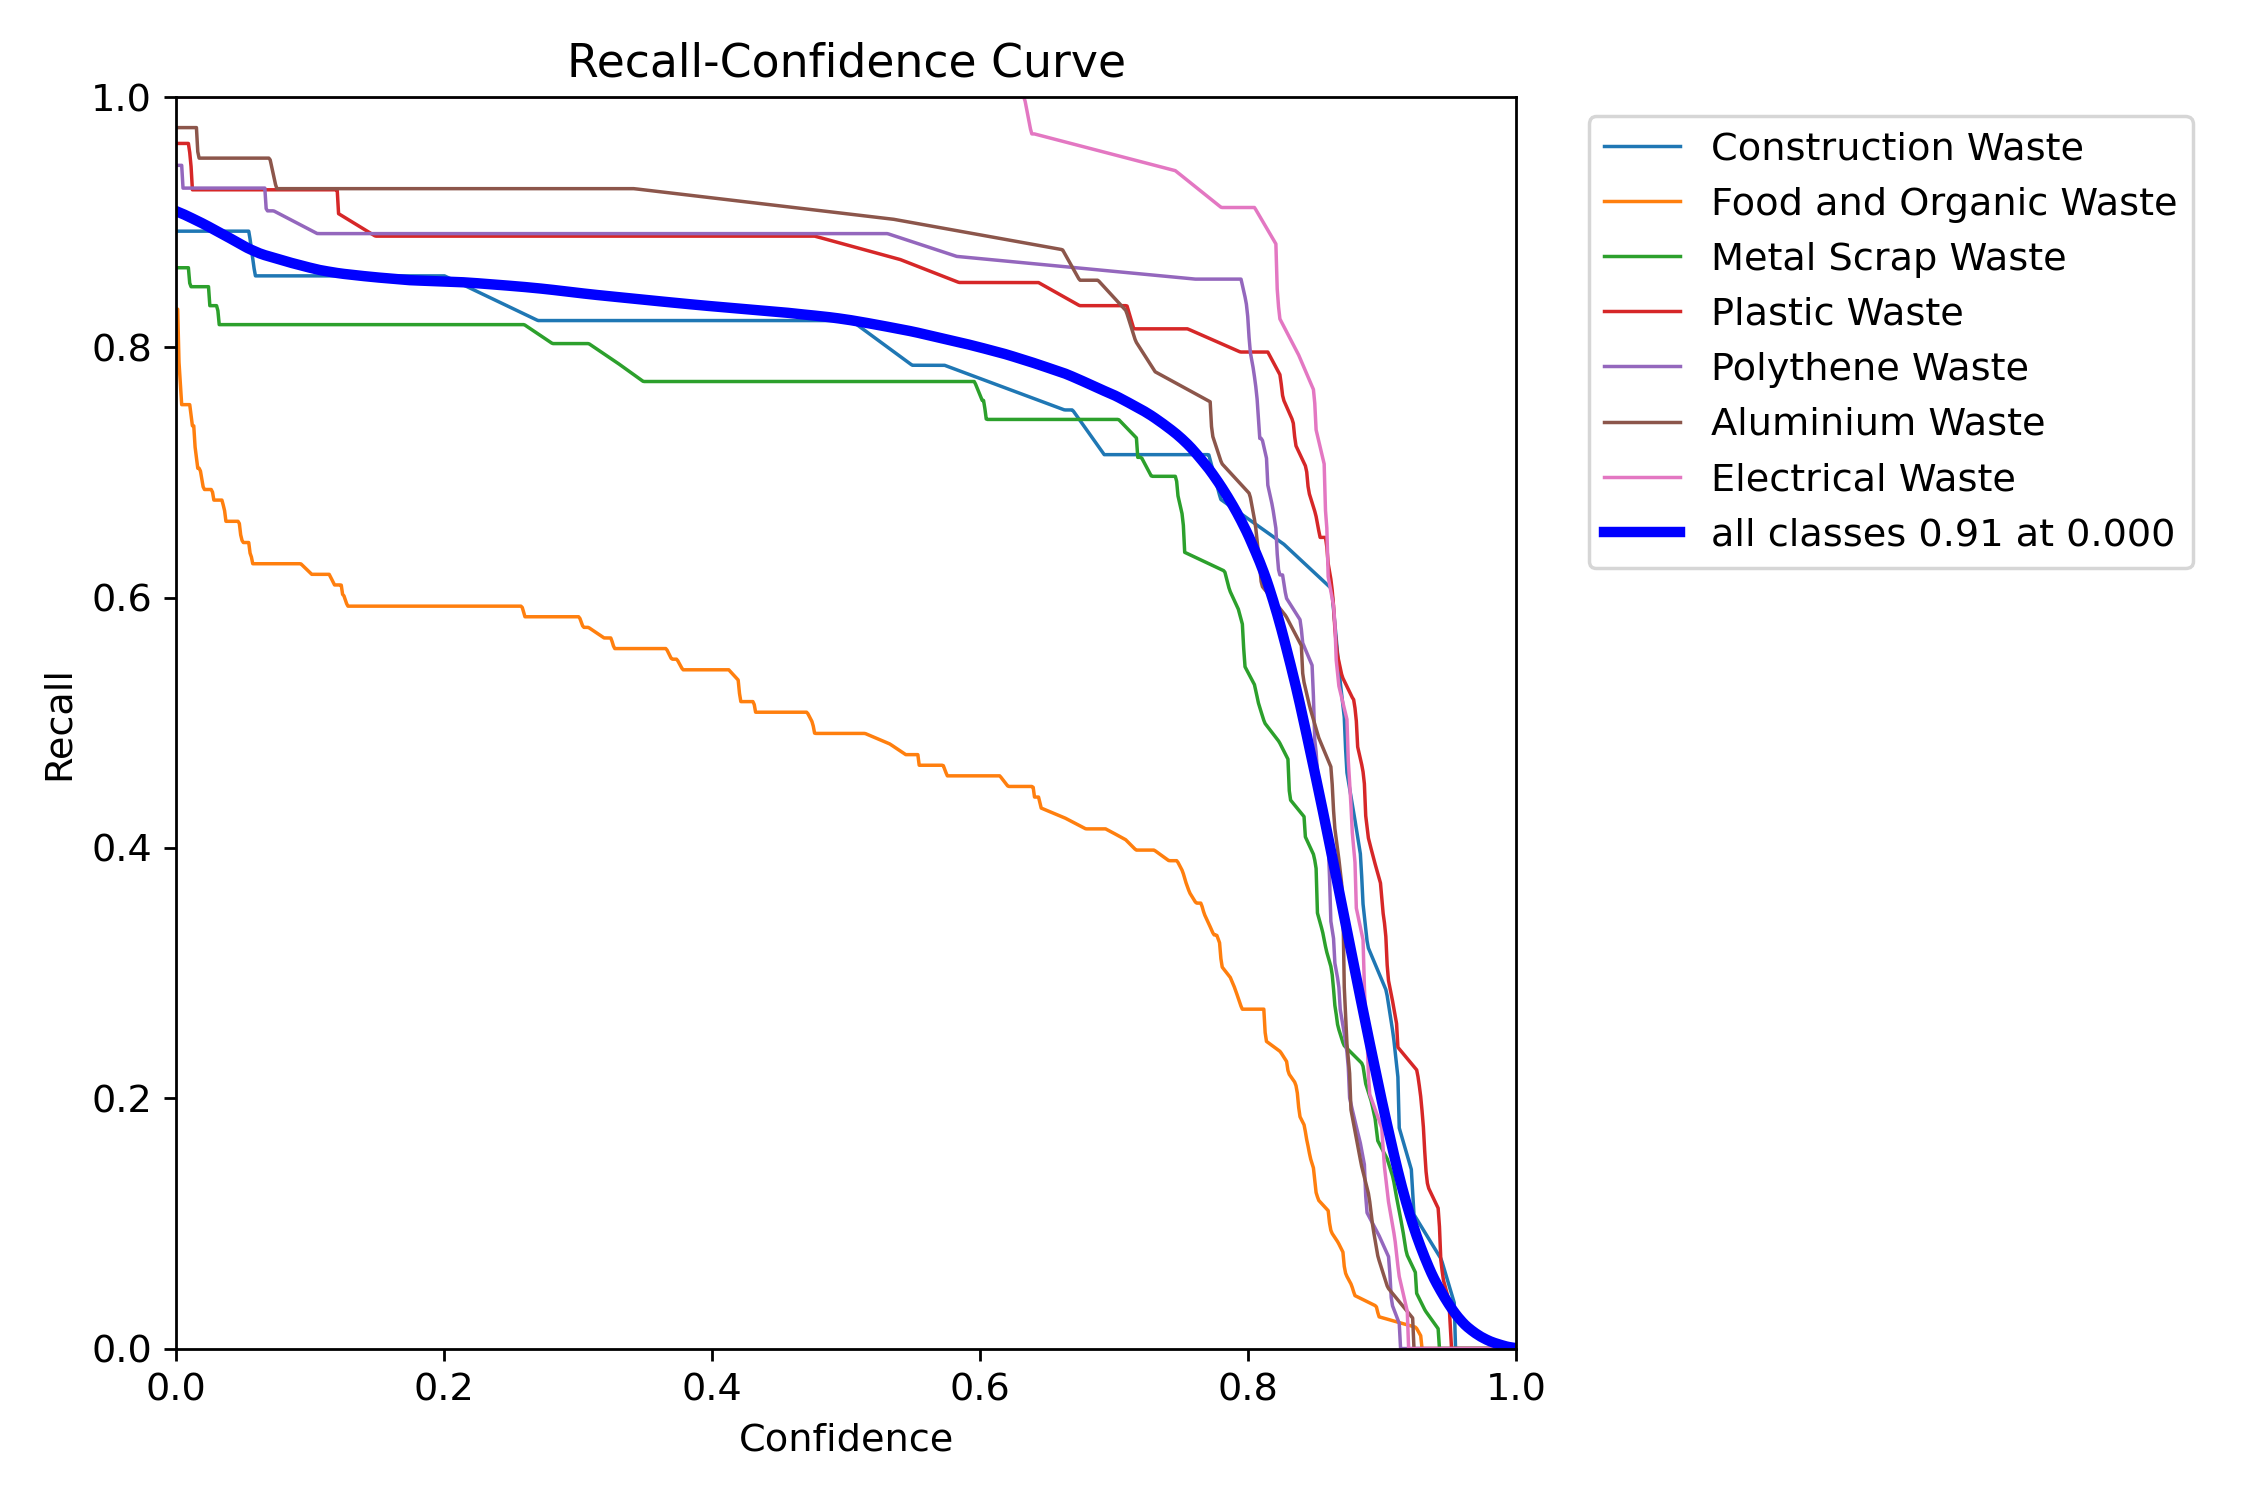 Recall-Confidence Curve
1.0
0.8
0.6
0.4
0.2
0.0
Recall
0.0 0.2 0.4 0.6 0.8 1.0
Confidence
Construction Waste
Food and Organic Waste
Metal Scrap Waste
Plastic Waste
Polythene Waste
Aluminium Waste
Electrical Waste
all classes 0.91 at 0.000